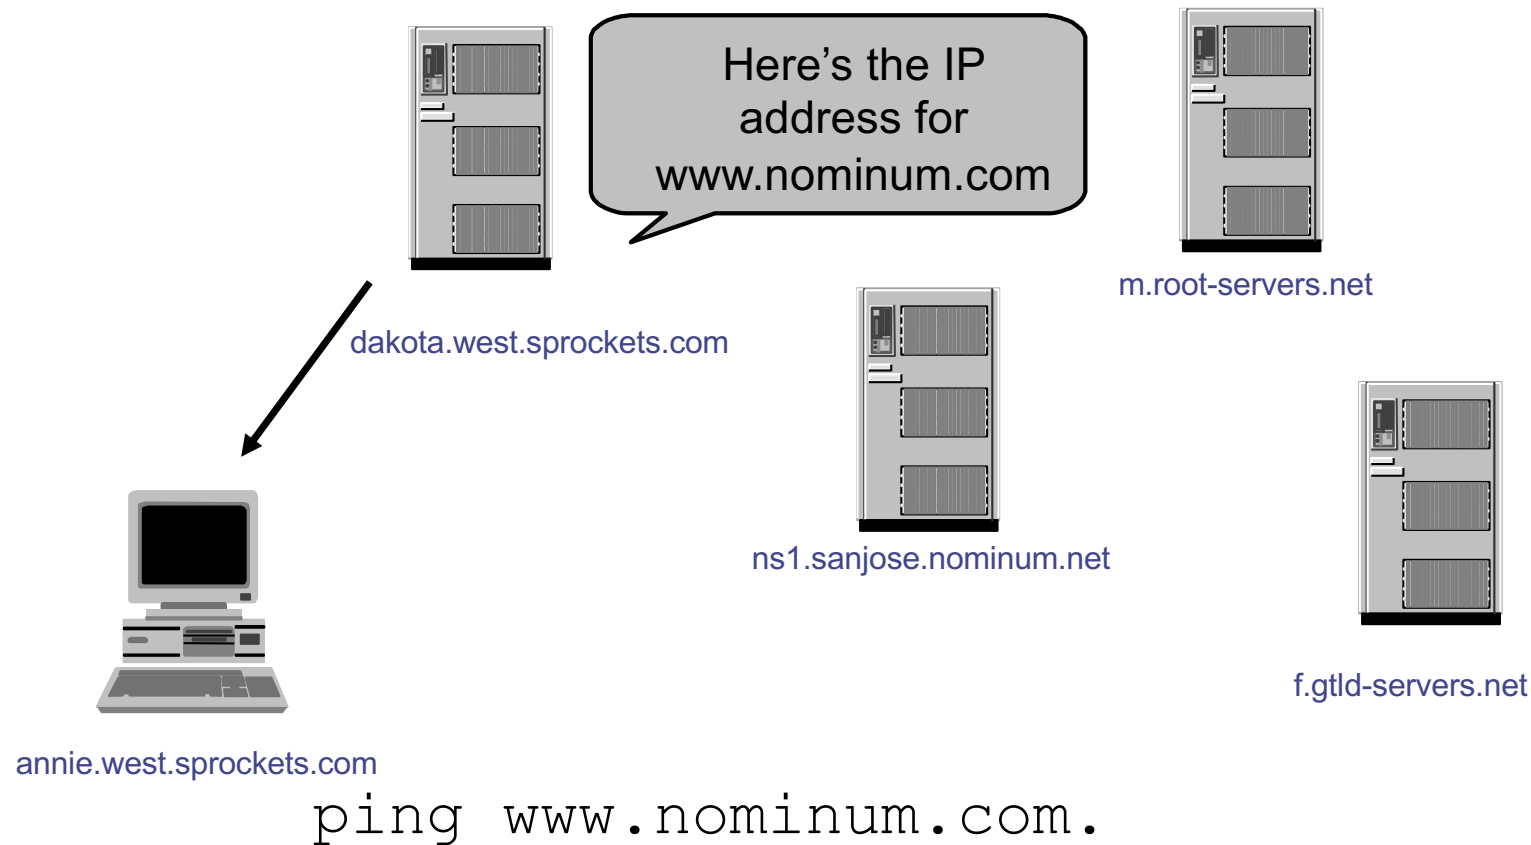 Here’s the IP
address for
www.nominum.com
m.root-servers.net
dakota.west.sprockets.com
ns1.sanjose.nominum.net
f.gtld-servers.net
annie.west.sprockets.com
ping www.nominum.com.